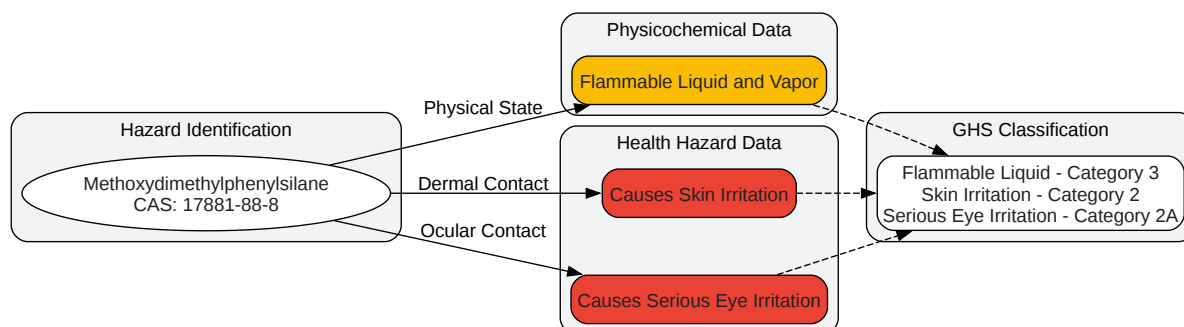 Physicochemical Data
Flammable Liquid and Vapor
Physical State
Hazard Identification
Methoxydimethylphenylsilane
CAS: 17881-88-8
Health Hazard Data
Dermal Contact
Causes Skin Irritation
Ocular Contact
Causes Serious Eye Irritation
GHS Classification
Flammable Liquid - Category 3
Skin Irritation - Category 2
Serious Eye Irritation - Category 2A